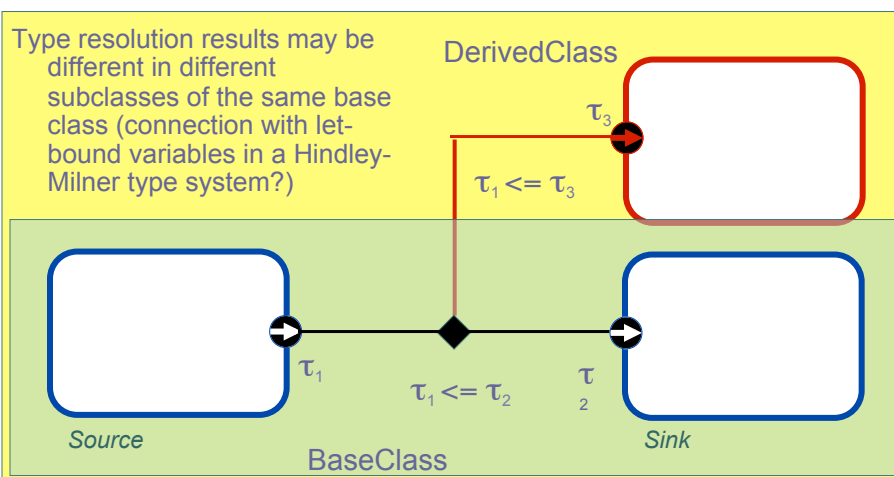 Type resolution results may be
different in different
subclasses of the same base
class (connection with let-
bound variables in a Hindley-
Milner type system?)
DerivedClass
τ₃
τ₁ <= τ₃
τ₁
τ₁ <= τ₂
τ
2
Source
Sink
BaseClass